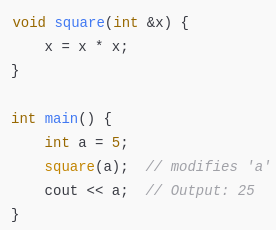 void square(int &x) {
    x = x * x;
}

int main() {
    int a = 5;
    square(a);  // modifies 'a'
    cout << a;  // Output: 25
}